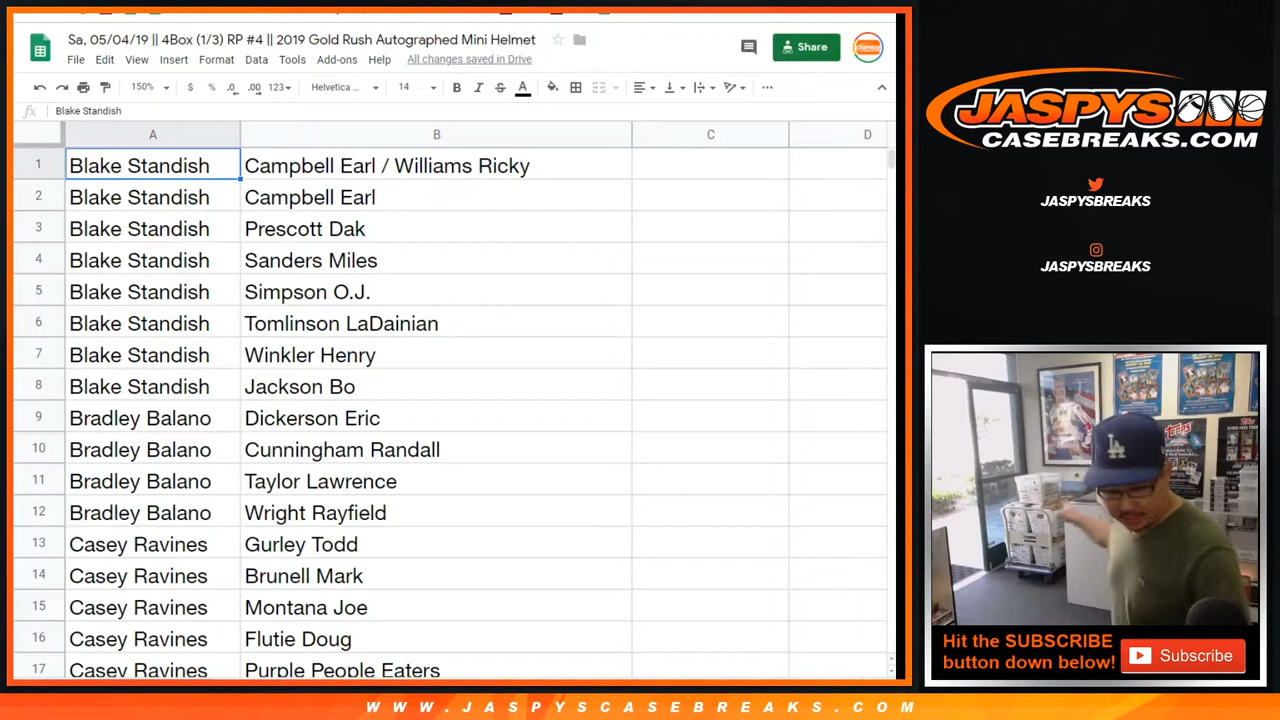 Sa, 05/04/19 || 4Box (1/3) RP #4 || 2019 Gold Rush Autographed Mini Helmet
Share
File Edit View Insert Format Data Tools Add-ons Help All changes saved in Drive
150% $ % .0 .00 123 Helvetica ... 14 B I S A
fx Blake Standish
A B C D
1 Blake Standish Campbell Earl / Williams Ricky
2 Blake Standish Campbell Earl
3 Blake Standish Prescott Dak
4 Blake Standish Sanders Miles
5 Blake Standish Simpson O.J.
6 Blake Standish Tomlinson LaDainian
7 Blake Standish Winkler Henry
8 Blake Standish Jackson Bo
9 Bradley Balano Dickerson Eric
10 Bradley Balano Cunningham Randall
11 Bradley Balano Taylor Lawrence
12 Bradley Balano Wright Rayfield
13 Casey Ravines Gurley Todd
14 Casey Ravines Brunell Mark
15 Casey Ravines Montana Joe
16 Casey Ravines Flutie Doug
17 Casey Ravines Purple People Eaters
JASPYS
CASEBREAKS.COM
JASPYSBREAKS
JASPYSBREAKS
LA
TOPPS
Hit the SUBSCRIBE
button down below!
Subscribe
WWW.JASPYSCASEBREAKS.COM